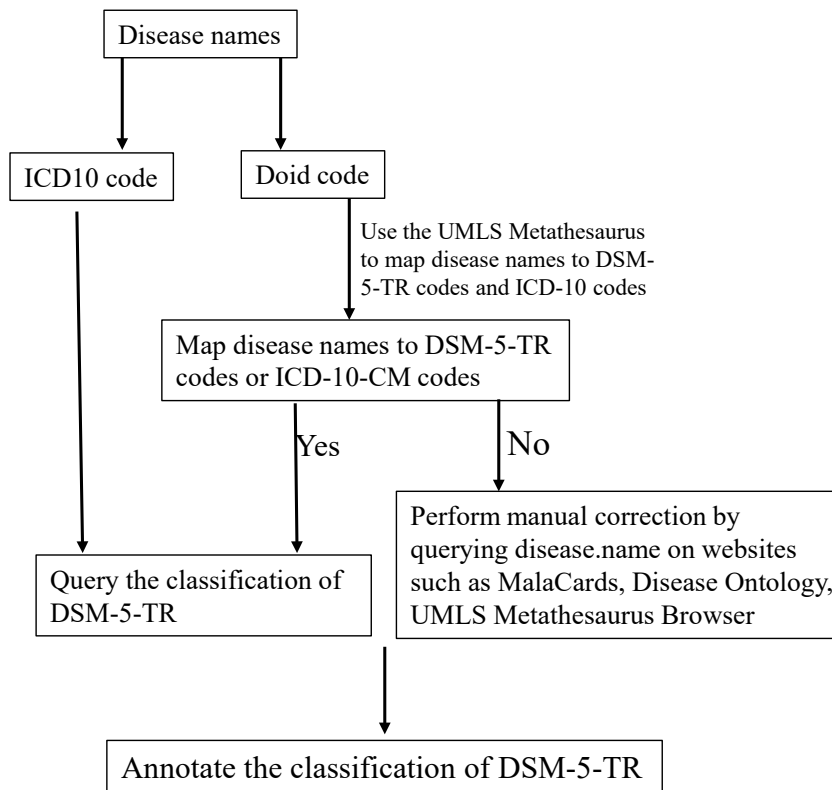 Disease names
ICD10 code
Doid code
Use the UMLS Metathesaurus
to map disease names to DSM-
5-TR codes and ICD-10 codes
Map disease names to DSM-5-TR
codes or ICD-10-CM codes
Yes
No
Perform manual correction by
querying disease.name on websites
such as MalaCards, Disease Ontology,
UMLS Metathesaurus Browser
Query the classification of
DSM-5-TR
Annotate the classification of DSM-5-TR